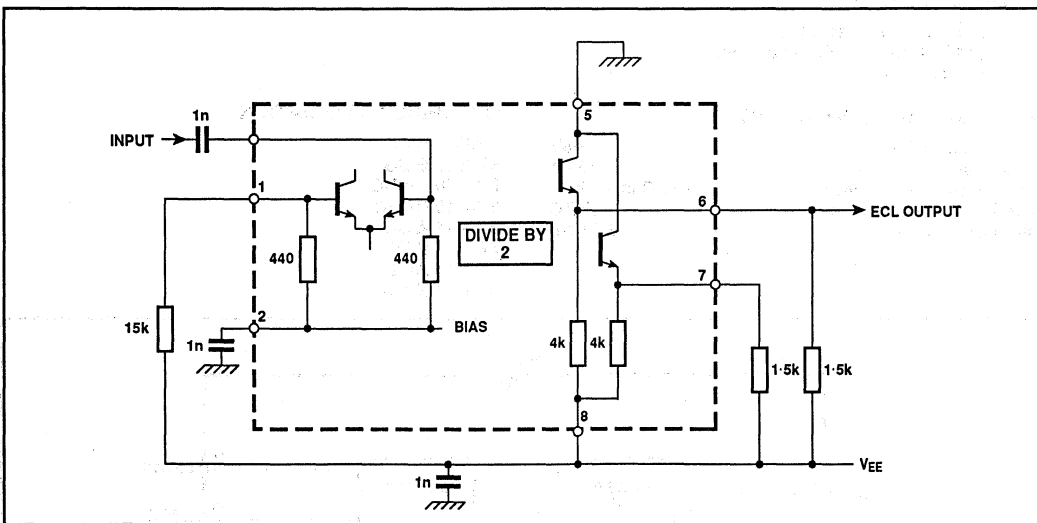 5
1n
INPUT
1
6
ECL OUTPUT
DIVIDE BY
2
440
440
7
15k
2
BIAS
1n
4k
4k
1·5k
1·5k
8
VEE
1n